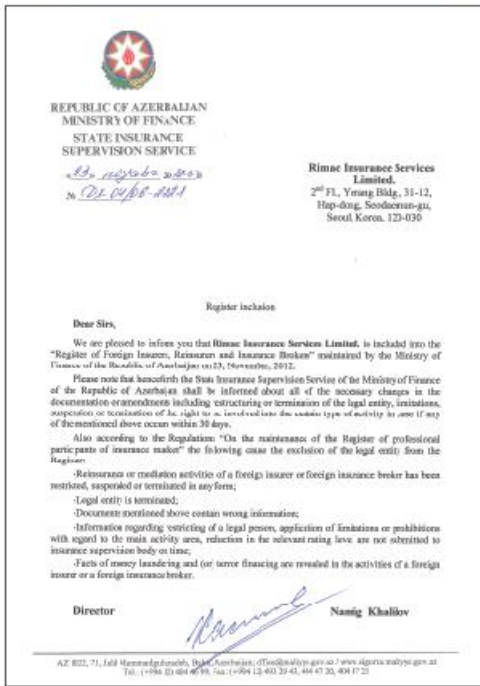 REPUBLIC OF AZERBAIJAN
MINISTRY OF FINANCE
STATE INSURANCE
SUPERVISION SERVICE
Rimac Insurance Services
Limited.
2nd Fl., Yerang Bldg, 31-12,
Hap-dong, Seodaemun-gu,
Seoul Korea. 123-030
Register inclusion
Dear Sirs,
We are pleased to inform you that Rimac Insurance Services Limited. is included into the
"Register of Foreign Insurers, Reinsurers and Insurance Brokers" maintained by the Ministry of
Finance of the Republic of Azerbaijan on 23, November, 2012.
Please note that henceforth the State Insurance Supervision Service of the Ministry of Finance
of the Republic of Azerbaijan shall be informed about all of the necessary changes in the
documentation or amendments including restructuring or termination of the legal entity, limitations,
suspension or termination of the right to be involved into the certain type of activity in case if any
of the mentioned above occur within 30 days.
Also according to the Regulations "On the maintenance of the Register of professional
participants of insurance market" the following cause the exclusion of the legal entity from the
Register:
-Reinsurance or mediation activities of a foreign insurer or foreign insurance broker has been
restricted, suspended or terminated in any form;
-Legal entity is terminated;
-Documents mentioned above contain wrong information;
-Information regarding restricting of a legal person, application of limitations or prohibitions
with regard to the main activity area, reduction in the relevant rating level are not submitted to
insurance supervision body on time;
-Facts of money laundering and (or) terror financing are revealed in the activities of a foreign
insurer or a foreign insurance broker.
Director Namig Khalilov
AZ 1022, 71, Jalil Mammadguluzadeh, Baku, Azerbaijan; office@maliyye.gov.az / www.sigorta.maliyye.gov.az